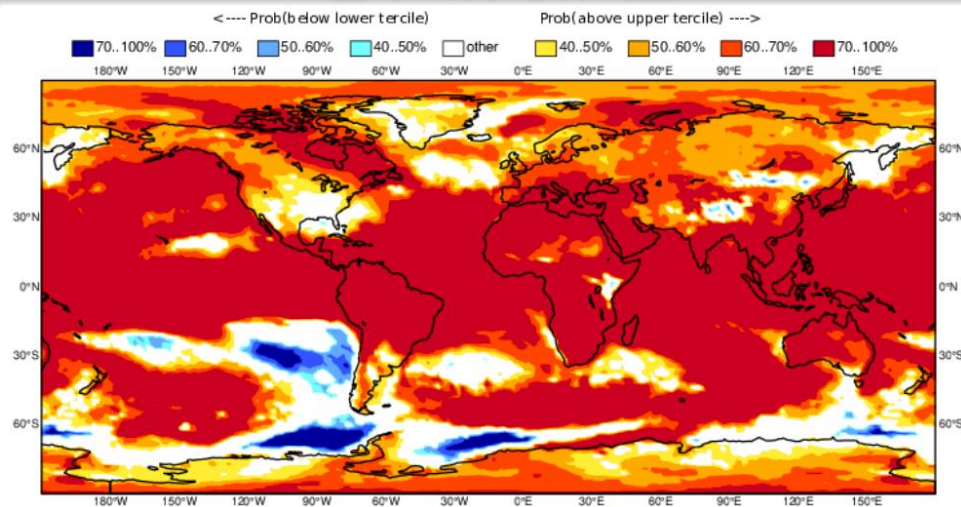 <---- Prob(below lower tercile) Prob(above upper tercile) ---->
70..100% 60..70% 50..60% 40..50% other 40..50% 50..60% 60..70% 70..100%
180°W 150°W 120°W 90°W 60°W 30°W 0°E 30°E 60°E 90°E 120°E 150°E
60°N 60°N
30°N 30°N
0°N 0°N
30°S 30°S
60°S 60°S
180°W 150°W 120°W 90°W 60°W 30°W 0°E 30°E 60°E 90°E 120°E 150°E